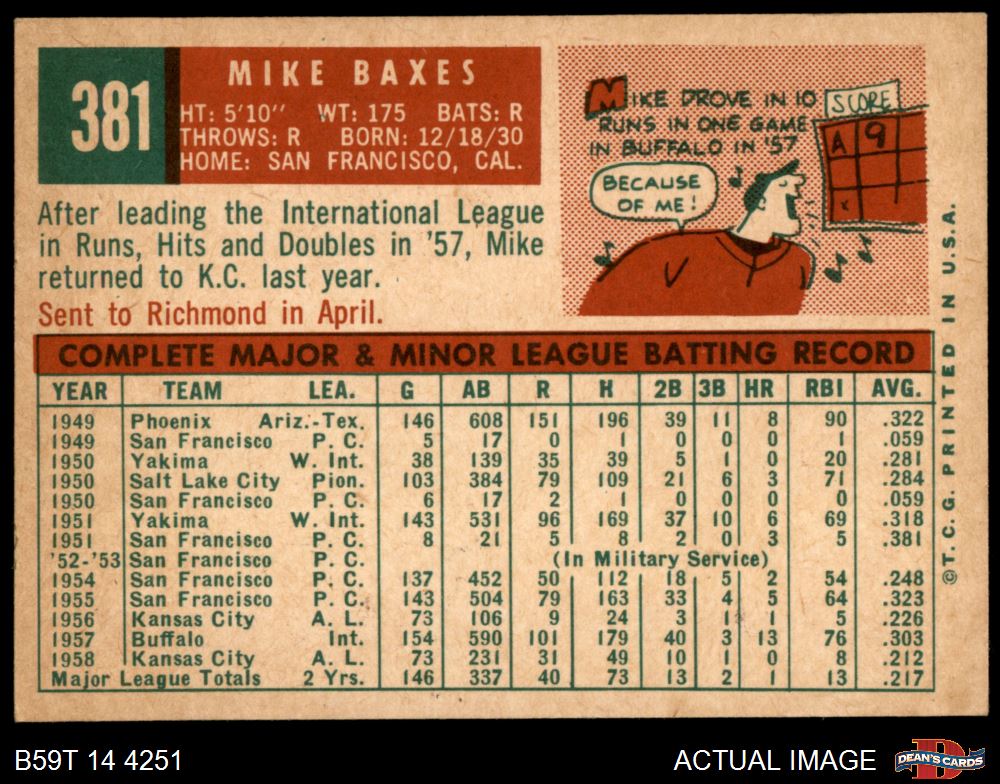 381
MIKE BAXES
HT: 5'10" WT: 175 BATS: R
THROWS: R BORN: 12/18/30
HOME: SAN FRANCISCO, CAL.
MIKE DROVE IN 10
RUNS IN ONE GAME
IN BUFFALO IN '57
SCORE
A 9
X
BECAUSE
OF ME!
After leading the International League
in Runs, Hits and Doubles in '57, Mike
returned to K.C. last year.
Sent to Richmond in April.
COMPLETE MAJOR & MINOR LEAGUE BATTING RECORD
YEAR TEAM LEA. G AB R H 2B 3B HR RBI AVG.
1949 Phoenix Ariz.-Tex. 146 608 151 196 39 11 8 90 .322
1949 San Francisco P. C. 5 17 0 1 0 0 0 1 .059
1950 Yakima W. Int. 38 139 35 39 5 1 0 20 .281
1950 Salt Lake City Pion. 103 384 79 109 21 6 3 71 .284
1950 San Francisco P. C. 6 17 2 1 0 0 0 0 .059
1951 Yakima W. Int. 143 531 96 169 37 10 6 69 .318
1951 San Francisco P. C. 8 21 5 8 2 0 3 5 .381
'52-'53 San Francisco P. C. (In Military Service)
1954 San Francisco P. C. 137 452 50 112 18 5 2 54 .248
1955 San Francisco P. C. 143 504 79 163 33 4 5 64 .323
1956 Kansas City A. L. 73 106 9 24 3 1 1 5 .226
1957 Buffalo Int. 154 590 101 179 40 3 13 76 .303
1958 Kansas City A. L. 73 231 31 49 10 1 0 8 .212
Major League Totals 2 Yrs. 146 337 40 73 13 2 1 13 .217
©T. C. G. PRINTED IN U.S.A.
B59T 14 4251
ACTUAL IMAGE
DEAN'S CARDS